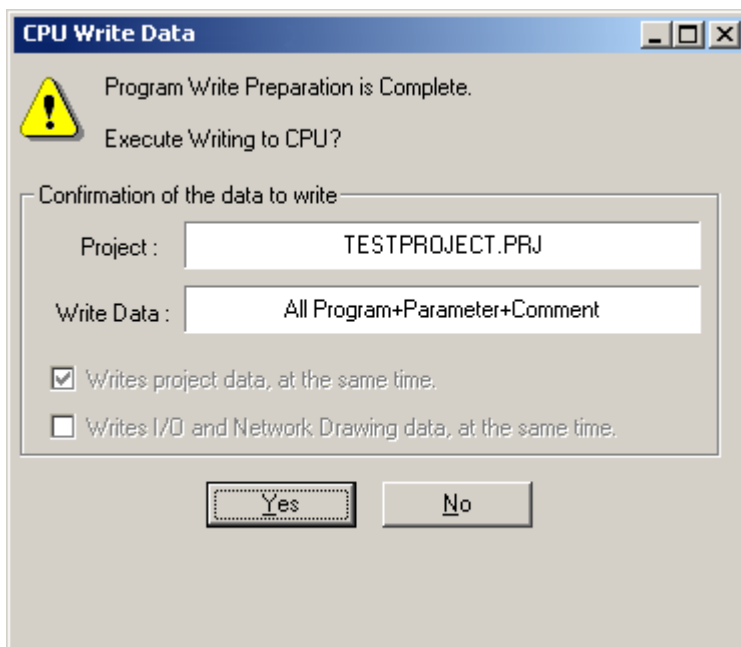 CPU Write Data
Program Write Preparation is Complete.
Execute Writing to CPU?
Confirmation of the data to write
Project : TESTPROJECT.PRJ
Write Data : All Program+Parameter+Comment
Writes project data, at the same time.
Writes I/O and Network Drawing data, at the same time.
Yes No